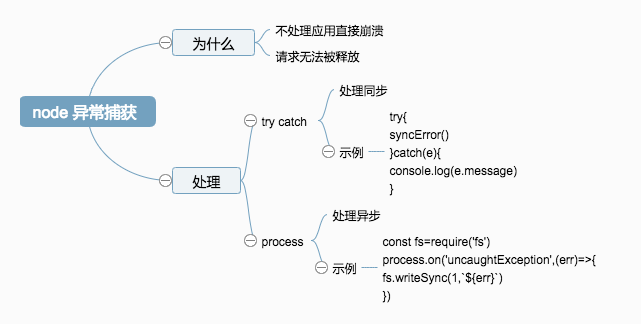 node 异常捕获
为什么
不处理应用直接崩溃
请求无法被释放
处理
try catch
处理同步
示例
try{
syncError()
}catch(e){
console.log(e.message)
}
process
处理异步
示例
const fs=require('fs')
process.on('uncaughtException',(err)=>{
fs.writeSync(1,`${err}`)
})